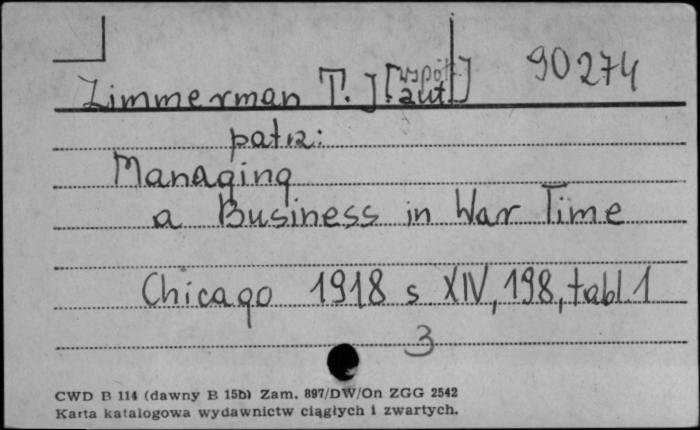 Zimmerman T. J. [współ- 90274
aut.]
patrz:
Managing
a Business in War Time
Chicago 1918 s XIV, 198, tabl. 1
3
CWD B 114 (dawny B 15b) Zam. 897/DW/On ZGG 2542
Karta katalogowa wydawnictw ciągłych i zwartych.